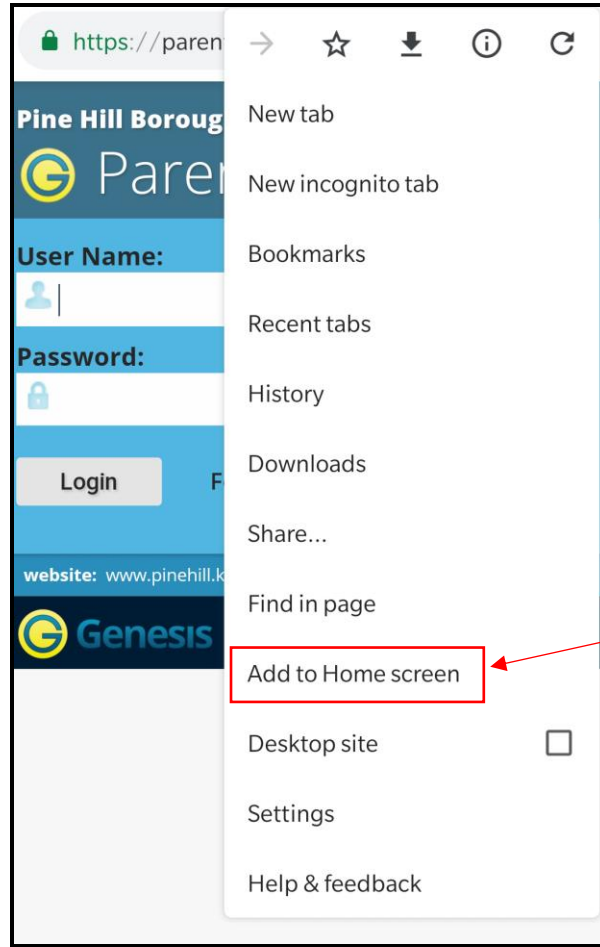 https://paren
Pine Hill Boroug
Paren
User Name:
Password:
Login F
website: www.pinehill.k
Genesis
New tab
New incognito tab
Bookmarks
Recent tabs
History
Downloads
Share...
Find in page
Add to Home screen
Desktop site
Settings
Help & feedback